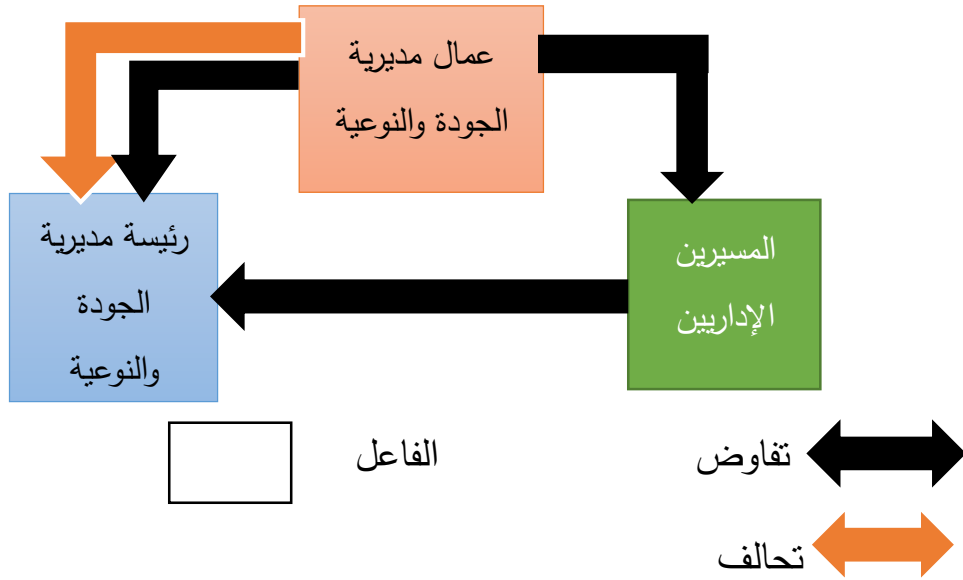 عمال مديرية
الجودة والنوعية
رئيسة مديرية
الجودة
والنوعية
المسيرين
الإداريين
الفاعل
تفاوض
تحالف